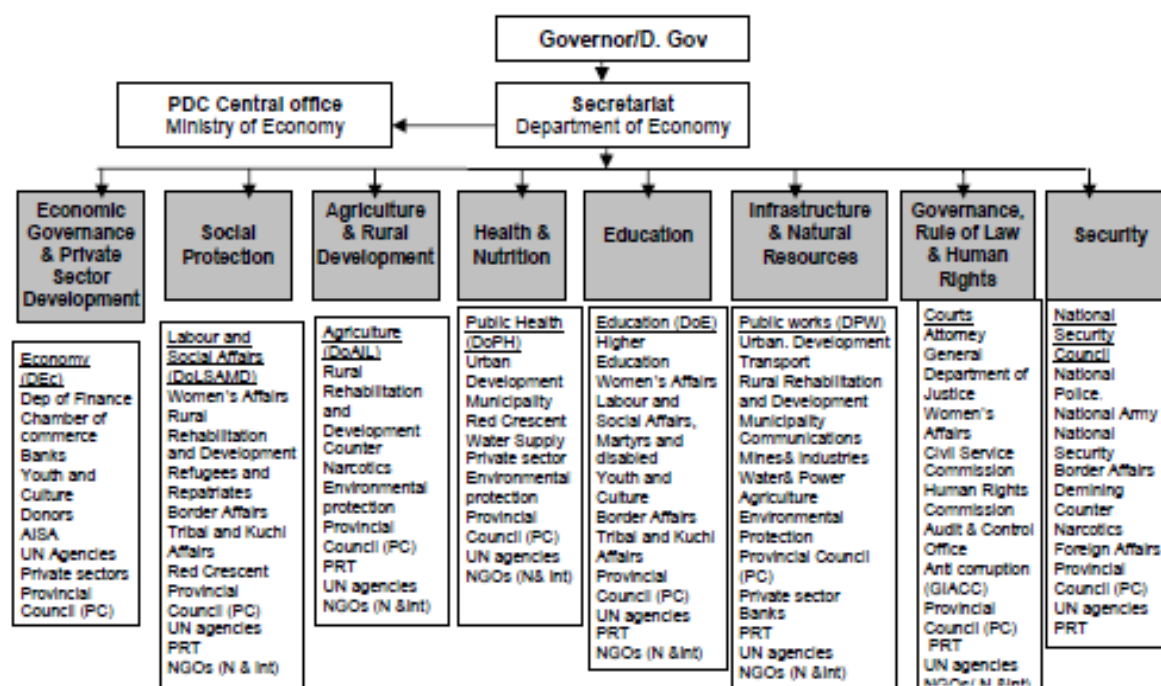 Governor/D. Gov
PDC Central office
Ministry of Economy
Secretariat
Department of Economy
Economic
Governance
& Private
Sector
Development
Social
Protection
Agriculture
& Rural
Development
Health &
Nutrition
Education
Infrastructure
& Natural
Resources
Governance,
Rule of Law
& Human
Rights
Security
Economy
(DEc)
Dep of Finance
Chamber of
commerce
Banks
Youth and
Culture
Donors
AISA
UN Agencies
Private sectors
Provincial
Council (PC)
Labour and
Social Affairs
(DoLSAMD)
Women's Affairs
Rural
Rehabilitation
and Development
Refugees and
Repatriates
Border Affairs
Tribal and Kuchi
Affairs
Red Crescent
Provincial
Council (PC)
UN agencies
PRT
NGOs (N & Int)
Agriculture
(DoAIL)
Rural
Rehabilitation
and
Development
Counter
Narcotics
Environmental
protection
Provincial
Council (PC)
PRT
UN agencies
NGOs (N &Int)
Public Health
(DoPH)
Urban
Development
Municipality
Red Crescent
Water Supply
Private sector
Environmental
protection
Provincial
Council (PC)
UN agencies
NGOs (N& Int)
Education (DoE)
Higher
Education
Women's Affairs
Labour and
Social Affairs,
Martyrs and
disabled
Youth and
Culture
Border Affairs
Tribal and Kuchi
Affairs
Provincial
Council (PC)
UN agencies
PRT
NGOs (N &Int)
Public works (DPW)
Urban. Development
Transport
Rural Rehabilitation
and Development
Municipality
Communications
Mines& Industries
Water& Power
Agriculture
Environmental
Protection
Provincial Council
(PC)
Private sector
Banks
PRT
UN agencies
NGOs (N &Int)
Courts
Attorney
General
Department of
Justice
Women's
Affairs
Civil Service
Commission
Human Rights
Commission
Audit & Control
Office
Anti corruption
(GIACC)
Provincial
Council (PC)
PRT
UN agencies
NGOs( N &Int)
National
Security
Council
National
Police.
National Army
National
Security
Border Affairs
Demining
Counter
Narcotics
Foreign Affairs
Provincial
Council (PC)
UN agencies
PRT